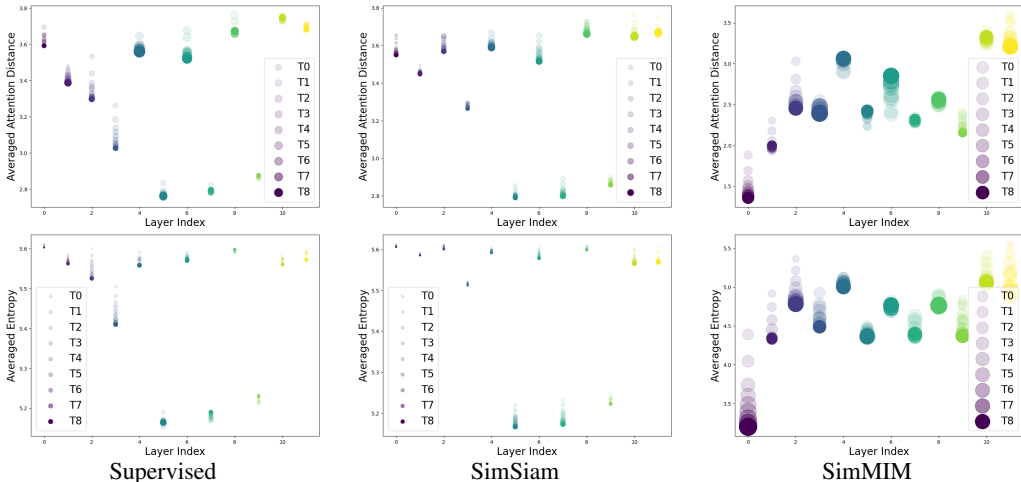 Averaged Attention Distance
3.8
3.6
3.4
3.2
3.0
2.8
0 2 4 6 8 10
Layer Index
T0
T1
T2
T3
T4
T5
T6
T7
T8
Averaged Attention Distance
3.8
3.6
3.4
3.2
3.0
2.8
0 2 4 6 8 10
Layer Index
T0
T1
T2
T3
T4
T5
T6
T7
T8
Averaged Attention Distance
3.5
3.0
2.5
2.0
1.5
0 2 4 6 8 10
Layer Index
T0
T1
T2
T3
T4
T5
T6
T7
T8
Averaged Entropy
5.6
5.5
5.4
5.3
5.2
0 2 4 6 8 10
Layer Index
T0
T1
T2
T3
T4
T5
T6
T7
T8
Supervised
Averaged Entropy
5.6
5.5
5.4
5.3
5.2
0 2 4 6 8 10
Layer Index
T0
T1
T2
T3
T4
T5
T6
T7
T8
SimSiam
Averaged Entropy
5.5
5.0
4.5
4.0
3.5
0 2 4 6 8 10
Layer Index
T0
T1
T2
T3
T4
T5
T6
T7
T8
SimMIM